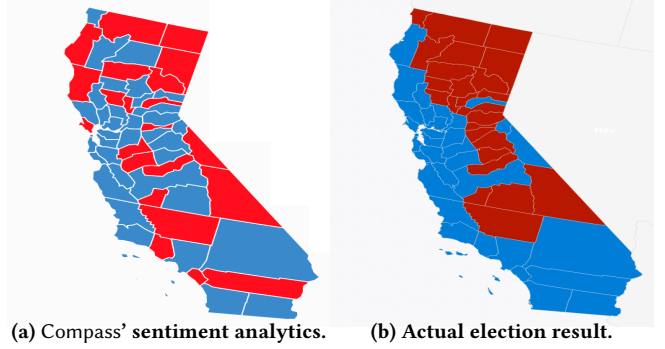 (a) Compass' sentiment analytics.
(b) Actual election result.